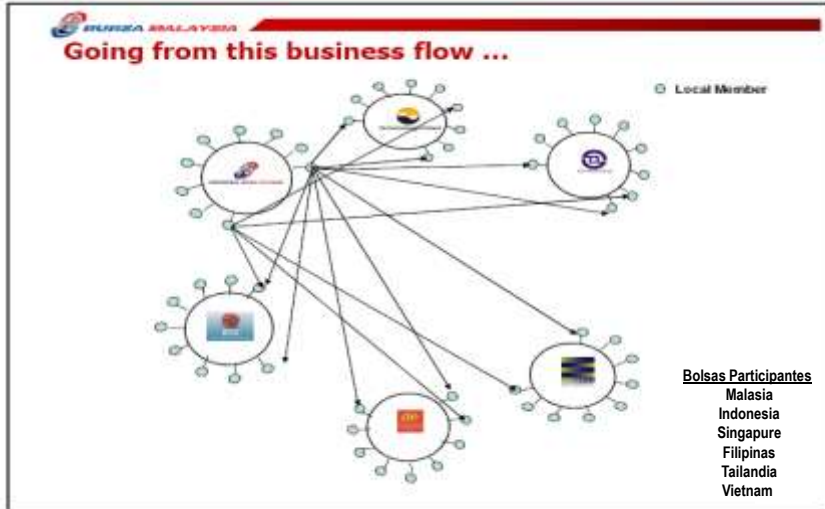 BURSA MALAYSIA
Going from this business flow ...
Local Member
Bolsas Participantes
Malasia
Indonesia
Singapure
Filipinas
Tailandia
Vietnam